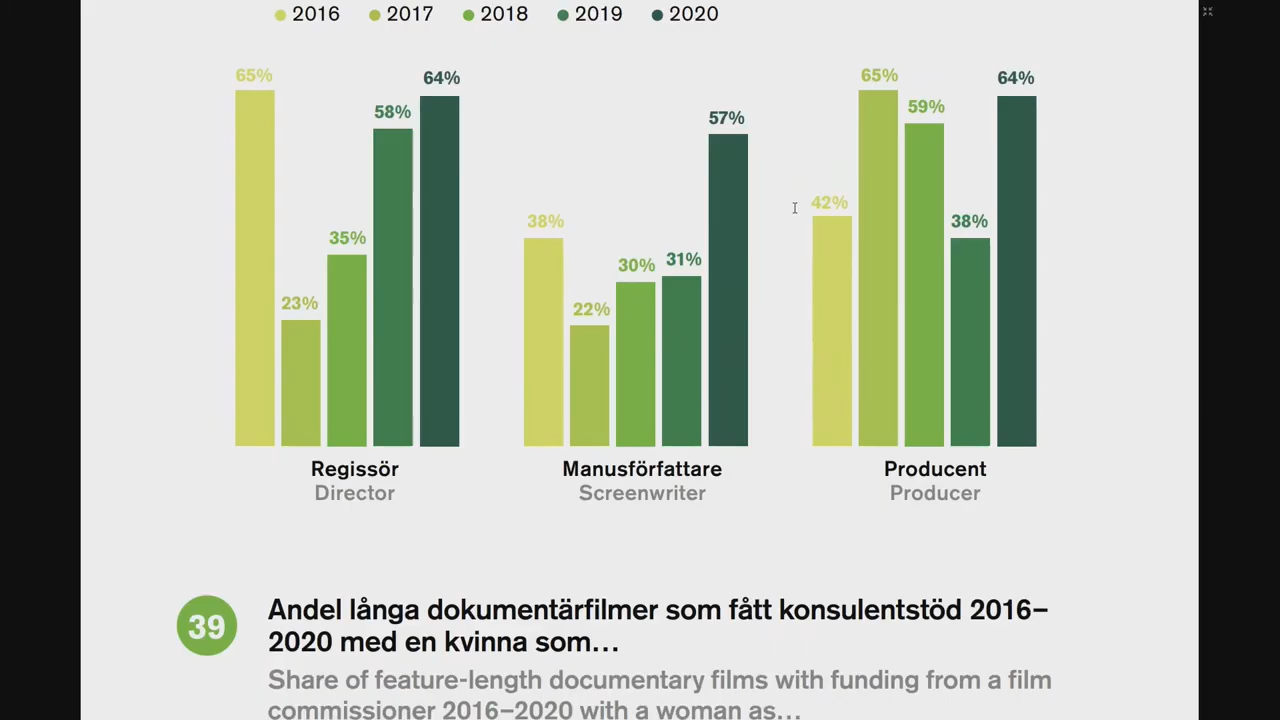 2016 2017 2018 2019 2020
65% 23% 35% 58% 64%
38% 22% 30% 31% 57%
42% 65% 59% 38% 64%
Regissör Manusförfattare Producent
Director Screenwriter Producer
39
Andel långa dokumentärfilmer som fått konsulentstöd 2016–
2020 med en kvinna som…
Share of feature-length documentary films with funding from a film
commissioner 2016–2020 with a woman as…